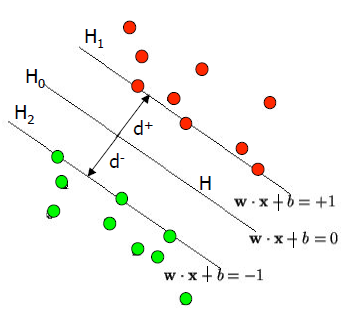 H₁
H₀
H₂
d⁺
d⁻
H
w · x + b = +1
w · x + b = 0
w · x + b = −1